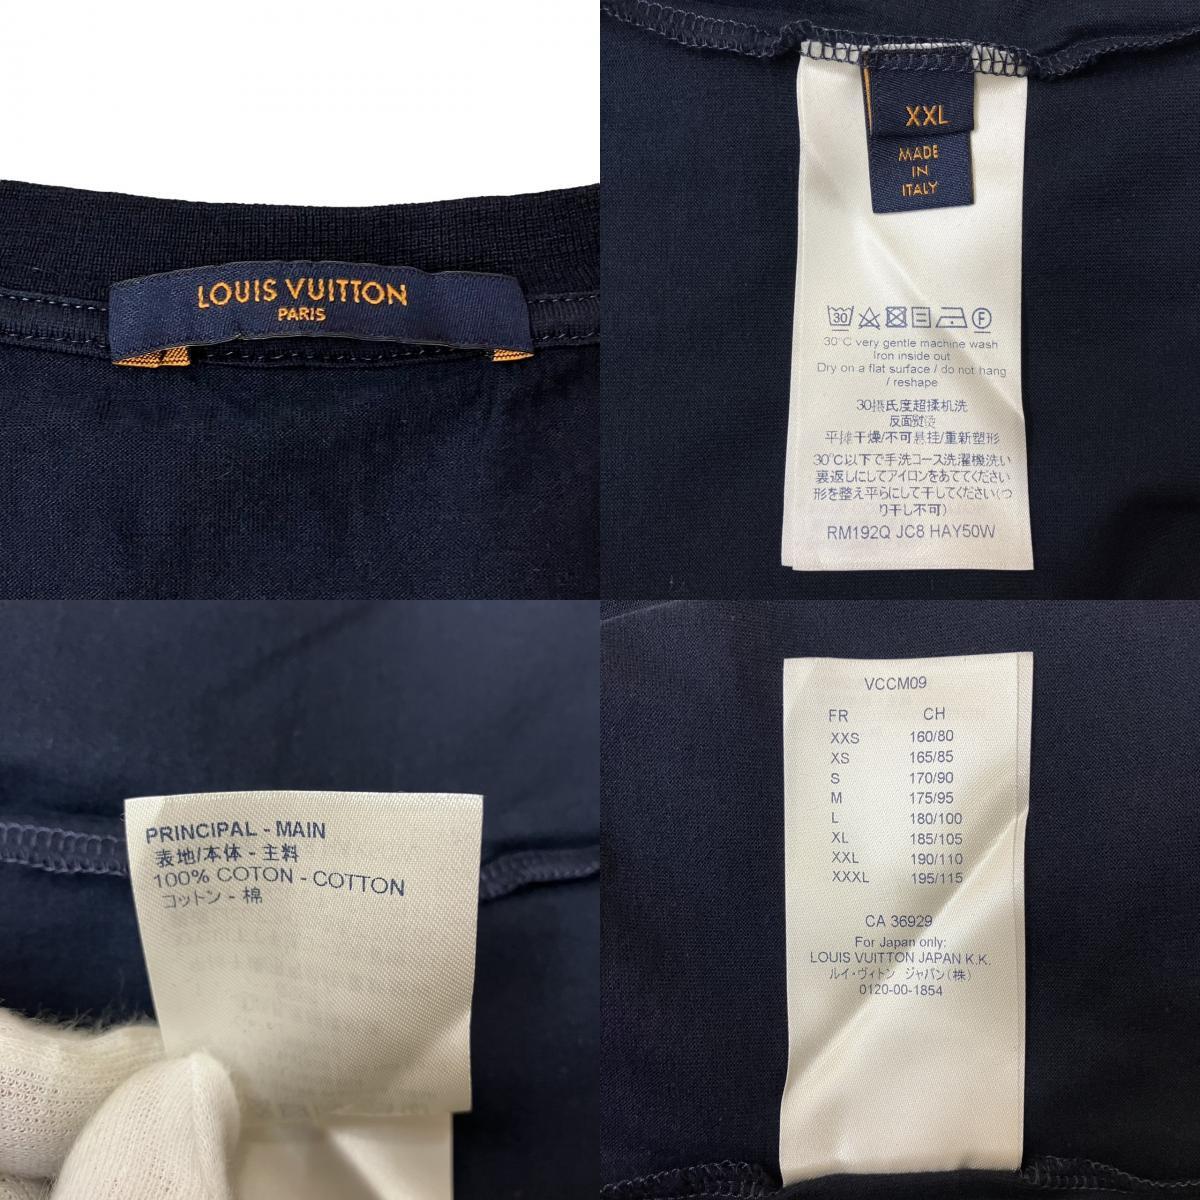 LOUIS VUITTON
PARIS
XXL
MADE
IN
ITALY
30
F
30°C very gentle machine wash
Iron inside out
Dry on a flat surface / do not hang
/ reshape
30摄氏度超揉机洗
反面熨烫
平摊干燥/不可悬挂/重新塑形
30°C以下で手洗コース洗濯機洗い
裏返しにしてアイロンをあててください
形を整え平らにして干してください(つ
り干し不可)
RM192Q JC8 HAY50W
PRINCIPAL - MAIN
表地/本体 - 主料
100% COTON - COTTON
コットン - 棉
VCCM09
FR CH
XXS 160/80
XS 165/85
S 170/90
M 175/95
L 180/100
XL 185/105
XXL 190/110
XXXL 195/115
CA 36929
For Japan only:
LOUIS VUITTON JAPAN K.K.
ルイ・ヴィトン ジャパン(株)
0120-00-1854